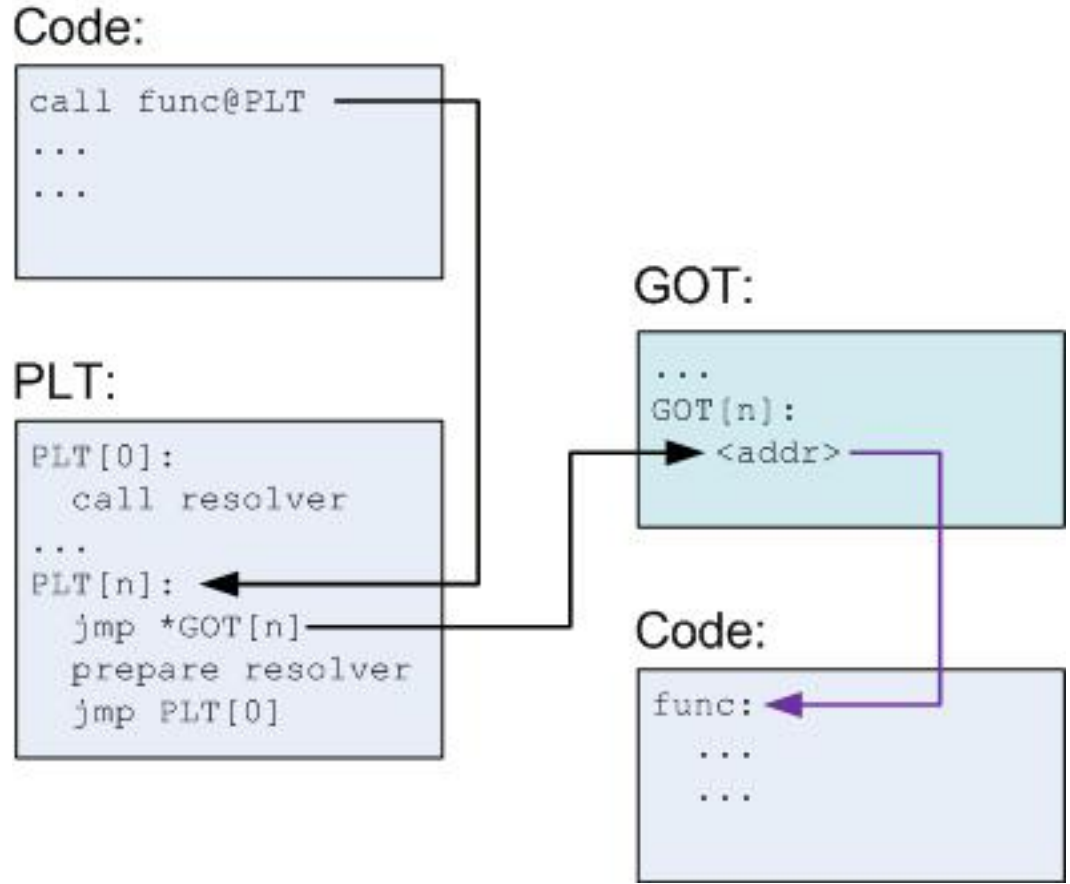 Code:
call func@PLT
...
...
PLT:
PLT[0]:
call resolver
...
PLT[n]:
jmp *GOT[n]
prepare resolver
jmp PLT[0]
GOT:
...
GOT[n]:
<addr>
Code:
func:
...
...